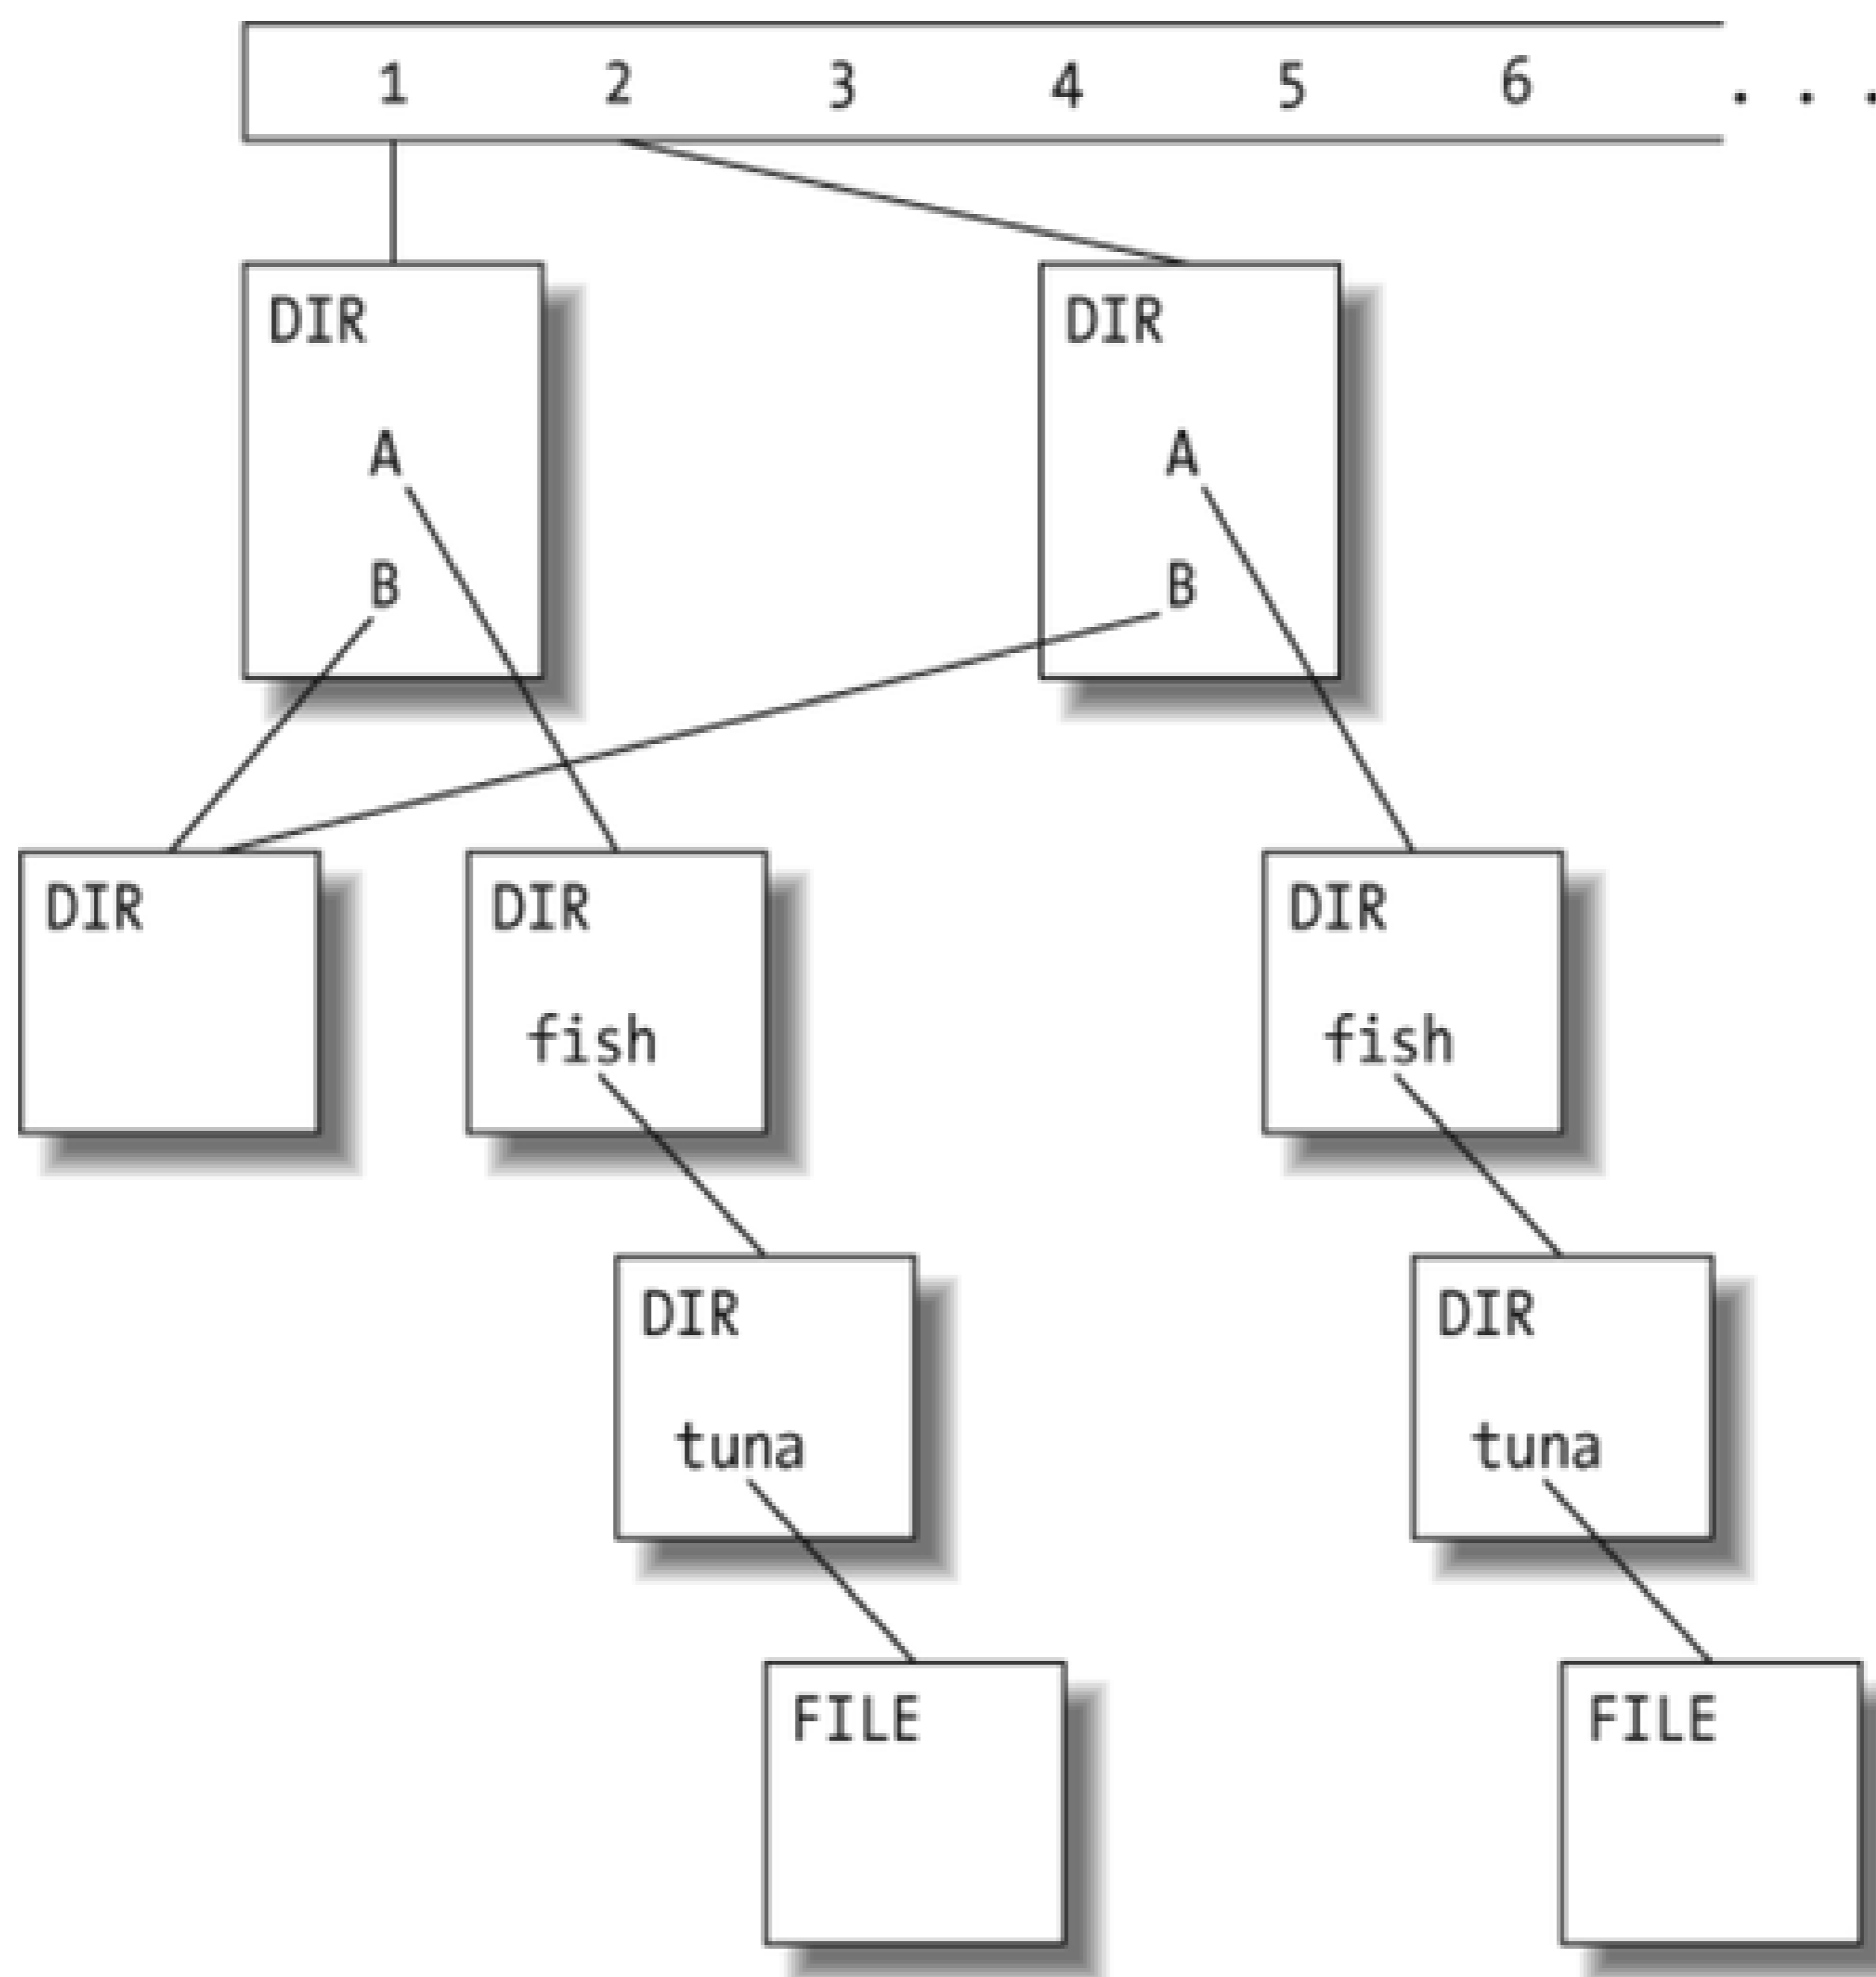 1 2 3 4 5 6 . . .
DIR DIR
A A
B B
DIR DIR DIR
fish fish
DIR DIR
tuna tuna
FILE FILE